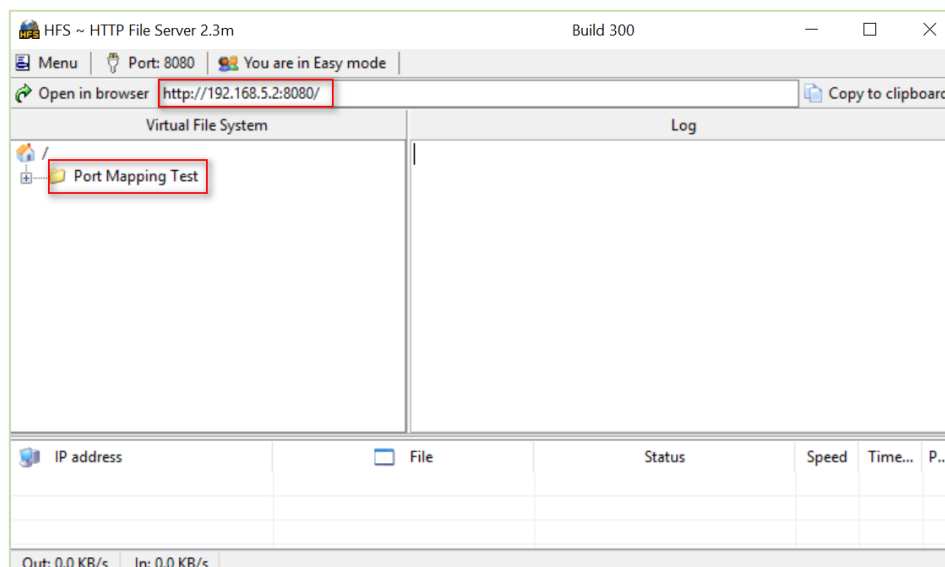 HFS ~ HTTP File Server 2.3m Build 300
Menu Port: 8080 You are in Easy mode
Open in browser http://192.168.5.2:8080/ Copy to clipboard
Virtual File System Log
/
Port Mapping Test
IP address File Status Speed Time... P...
Out: 0.0 KB/s In: 0.0 KB/s